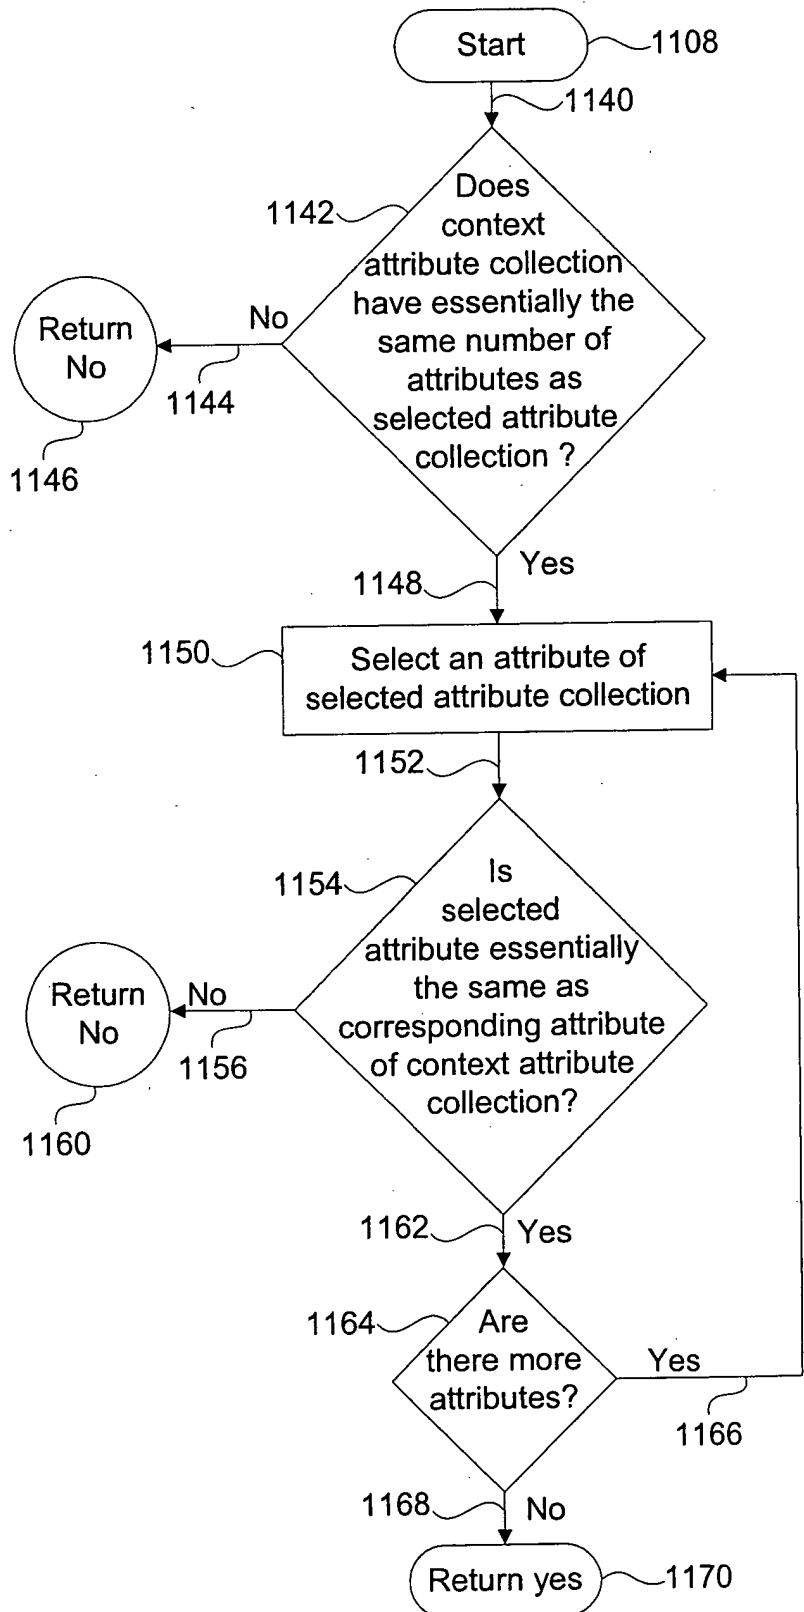 Start
1108
1140
1142
Does
context
attribute collection
have essentially the
same number of
attributes as
selected attribute
collection ?
No
Return
No
1144
1146
Yes
1148
1150
Select an attribute of
selected attribute collection
1152
1154
Is
selected
attribute essentially
the same as
corresponding attribute
of context attribute
collection?
No
Return
No
1156
1160
1162
Yes
1164
Are
there more
attributes?
Yes
1166
1168
No
Return yes
1170